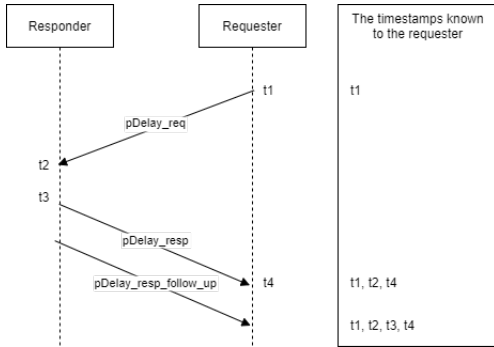 Responder
Requester
The timestamps known
to the requester
t1
t1
pDelay_req
t2
t3
pDelay_resp
pDelay_resp_follow_up
t4
t1, t2, t4
t1, t2, t3, t4